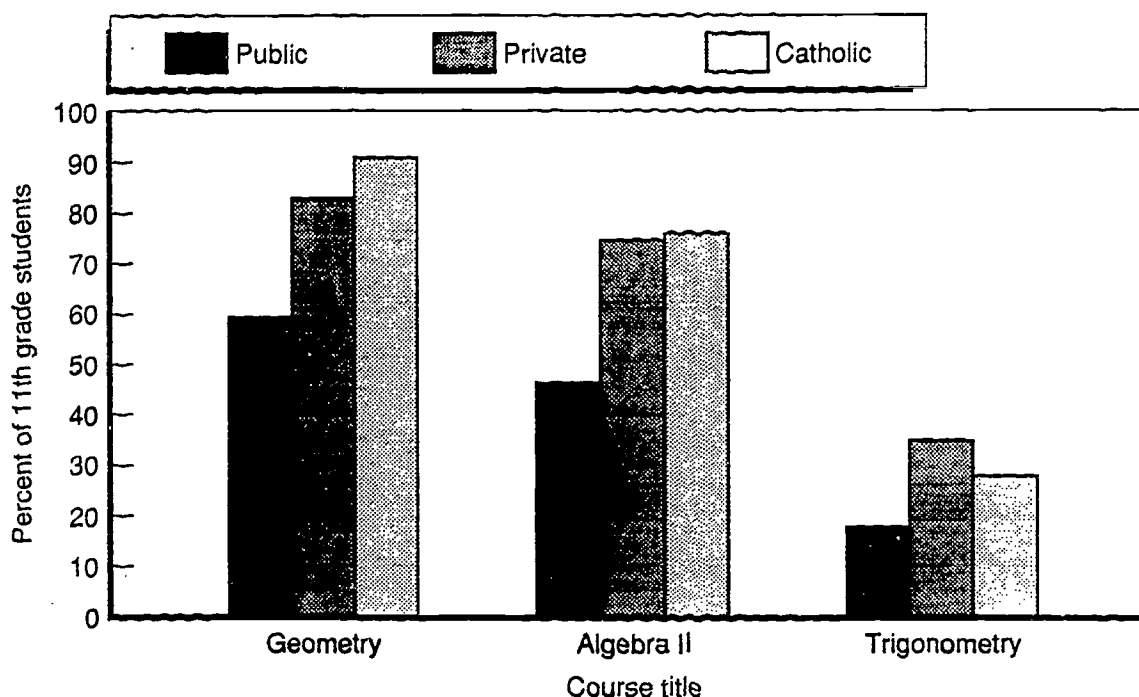 Public Private Catholic
100
90
80
70
60
50
40
30
20
10
0
Percent of 11th grade students
Geometry Algebra II Trigonometry
Course title